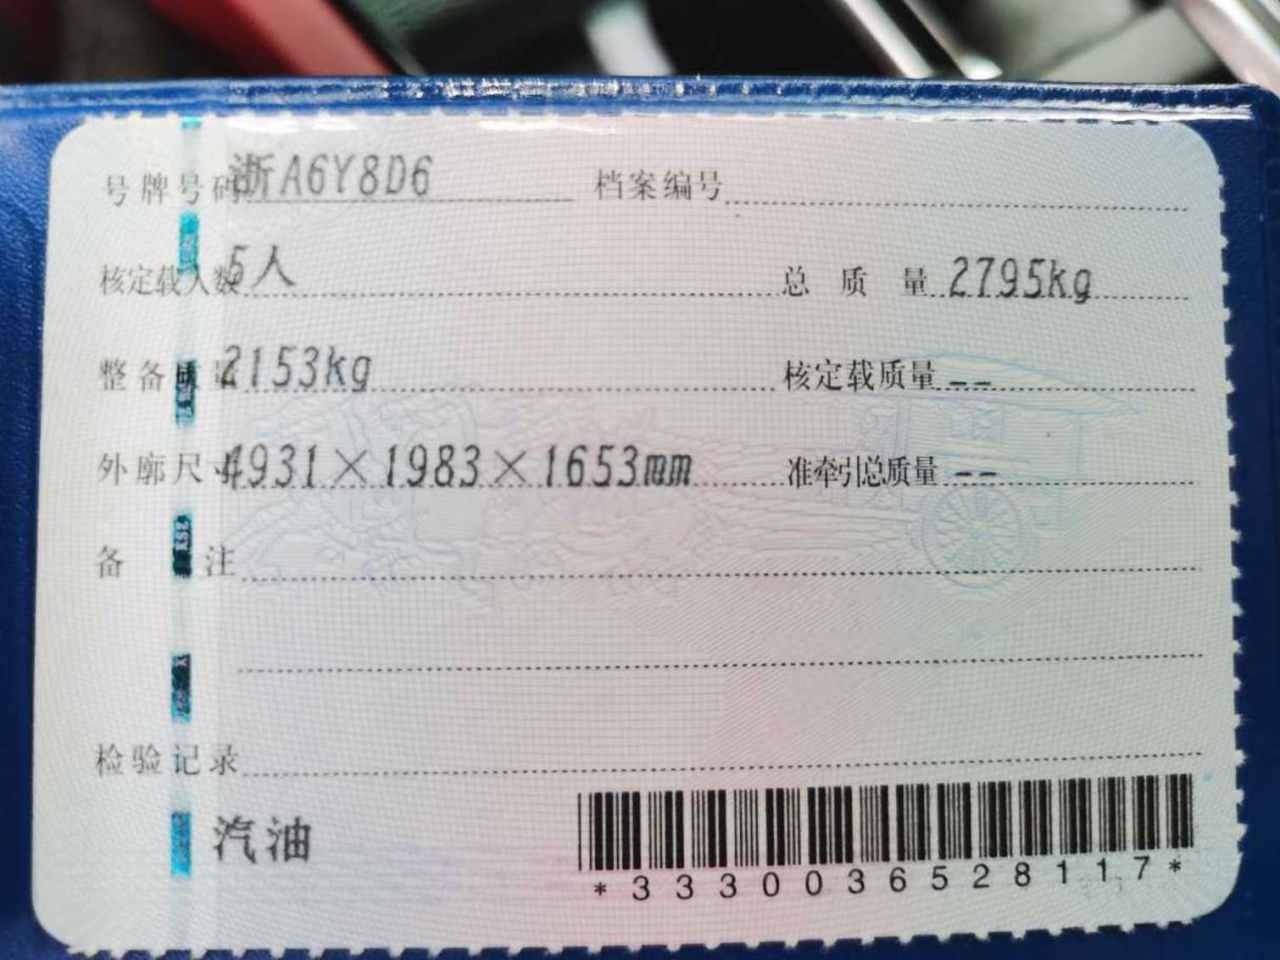 号牌号码 浙A6Y8D6 档案编号
核定载人数 5人 总质量 2795kg
整备质量 2153kg 核定载质量 --
外廓尺寸 4931×1983×1653mm 准牵引总质量 --
备注
检验记录
汽油
*3330036528117*